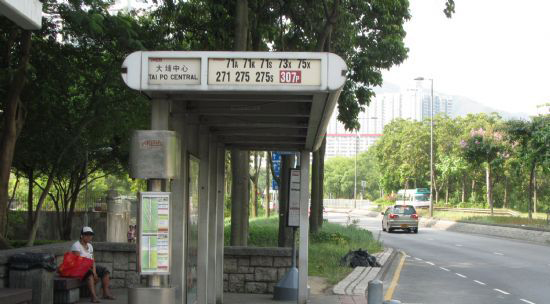 大埔中心
TAI PO CENTRAL
71A 71K 71S 73X 75X
271 275 275S 307P